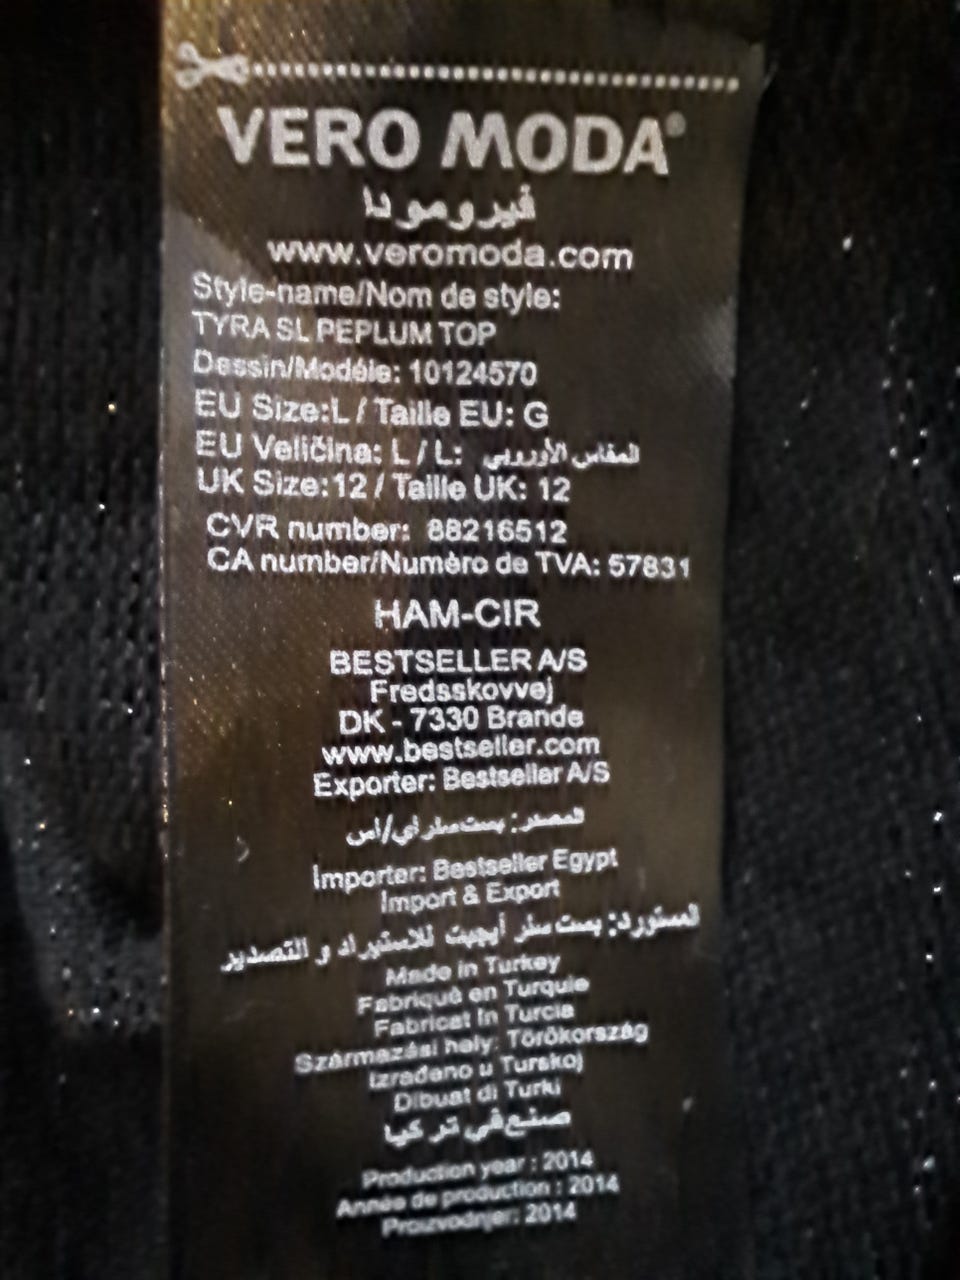 VERO MODA®
فيرومودا
www.veromoda.com
Style-name/Nom de style:
TYRA SL PEPLUM TOP
Dessin/Modéle: 10124570
EU Size:L / Taille EU: G
EU Veličina: L / L: المقاس الأوروبي
UK Size:12 / Taille UK: 12
CVR number: 88216512
CA number/Numéro de TVA: 57831
HAM-CIR
BESTSELLER A/S
Fredsskovvej
DK - 7330 Brande
www.bestseller.com
Exporter: Bestseller A/S
المصدر: بست سلر اي/اس
Importer: Bestseller Egypt
Import & Export
المستورد: بست سلر أيجبت للاستيراد و التصدير
Made in Turkey
Fabriqué en Turquie
Fabricat în Turcia
Származási hely: Törökország
Izrađeno u Turskoj
Dibuat di Turki
صنع في تركيا
Production year : 2014
Année de production : 2014
Proizvodnjer: 2014